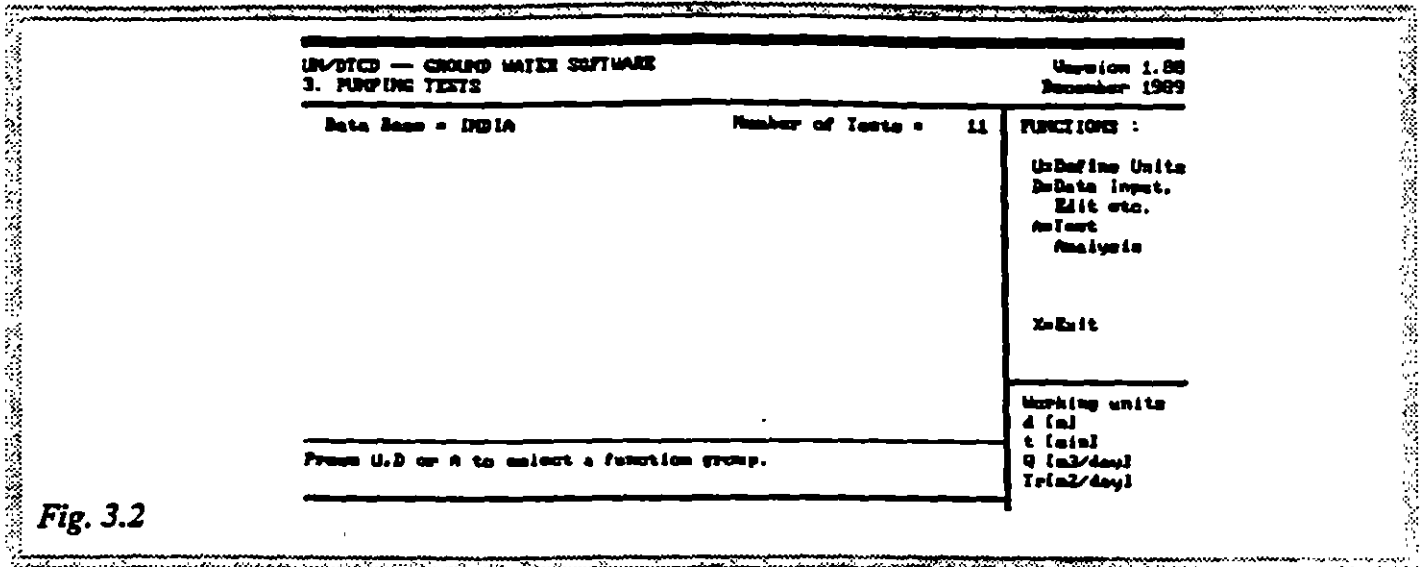 UN/DTCD — GROUND WATER SOFTWARE
3. PUMPING TESTS
Version 1.00
December 1989
Data Base = INDIA
Number of Tests = 11
FUNCTIONS :
U=Define Units
D=Data Input,
Edit etc.
A=Test
Analysis
X=Exit
Working units
d [m]
t [min]
Q [m3/day]
Tr[m2/day]
Press U,D or A to select a function group.
Fig. 3.2